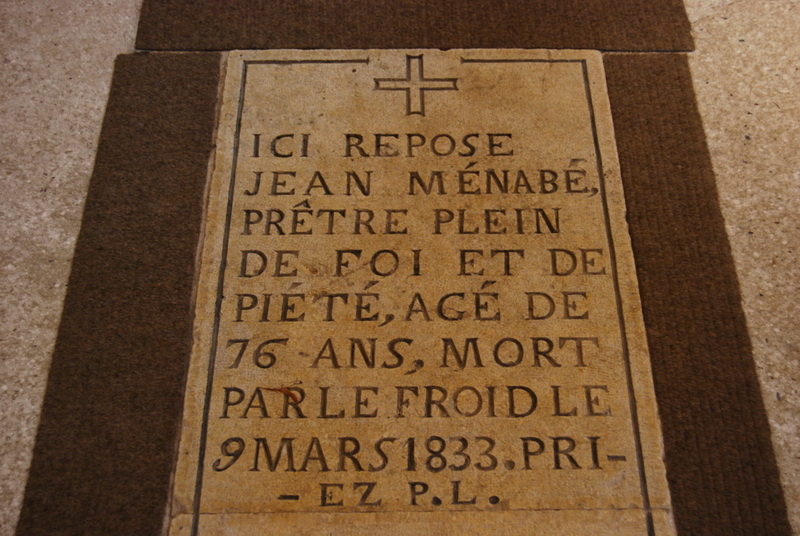 ICI REPOSE
JEAN MÉNABÉ,
PRÊTRE PLEIN
DE FOI ET DE
PIÉTÉ, AGÉ DE
76 ANS, MORT
PAR LE FROID LE
9 MARS 1833. PRI-
- EZ P. L.